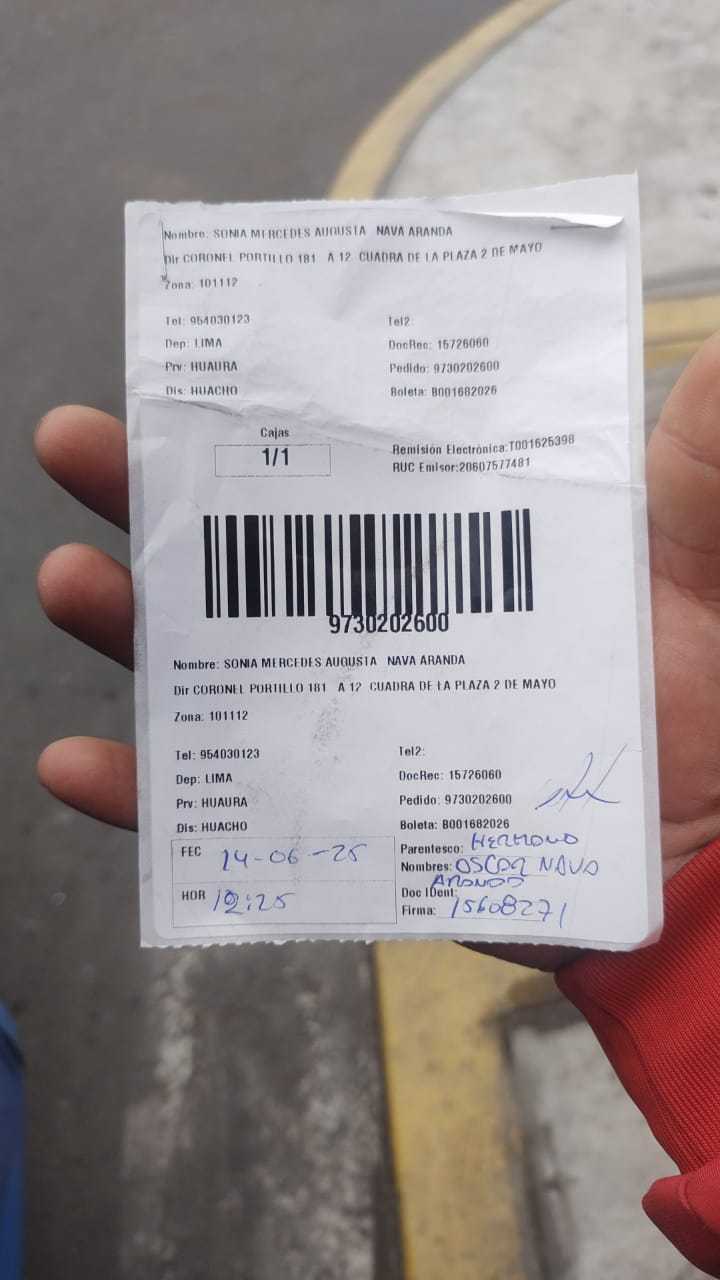 Nombre: SONIA MERCEDES AUGUSTA NAVA ARANDA
Dir CORONEL PORTILLO 181 A 12 CUADRA DE LA PLAZA 2 DE MAYO
Zona: 101112
Tel: 954030123 Tel2:
Dep: LIMA DocRec: 15726060
Prv: HUAURA Pedido: 9730202600
Dis: HUACHO Boleta: B001682026
Cajas
1/1
Remisión Electrónica:T001625398
RUC Emisor:20607577481
9730202600
Nombre: SONIA MERCEDES AUGUSTA NAVA ARANDA
Dir CORONEL PORTILLO 181 A 12 CUADRA DE LA PLAZA 2 DE MAYO
Zona: 101112
Tel: 954030123 Tel2:
Dep: LIMA DocRec: 15726060
Prv: HUAURA Pedido: 9730202600
Dis: HUACHO Boleta: B001682026
FEC 14-06-25
HOR 12:25
Parentesco: HERMANO
Nombres: OSCAR NAVA
ARANDA
Doc IDent:
Firma: 15608271